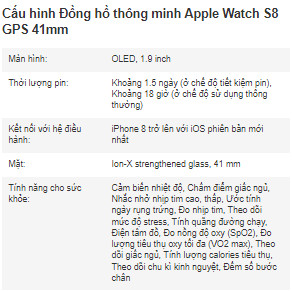 Cấu hình Đồng hồ thông minh Apple Watch S8
GPS 41mm
Màn hình: OLED, 1.9 inch
Thời lượng pin: Khoảng 1.5 ngày (ở chế độ tiết kiệm pin),
Khoảng 18 giờ (ở chế độ sử dụng thông
thường)
Kết nối với hệ điều iPhone 8 trở lên với iOS phiên bản mới
hành: nhất
Mặt: Ion-X strengthened glass, 41 mm
Tính năng cho sức Cảm biến nhiệt độ, Chấm điểm giấc ngủ,
khỏe: Nhắc nhở nhịp tim cao, thấp, Ước tính
ngày rụng trứng, Đo nhịp tim, Theo dõi
mức độ stress, Tính quãng đường chạy,
Điện tâm đồ, Đo nồng độ oxy (SpO2), Đo
lượng tiêu thụ oxy tối đa (VO2 max), Theo
dõi giấc ngủ, Tính lượng calories tiêu thụ,
Theo dõi chu kì kinh nguyệt, Đếm số bước
chân